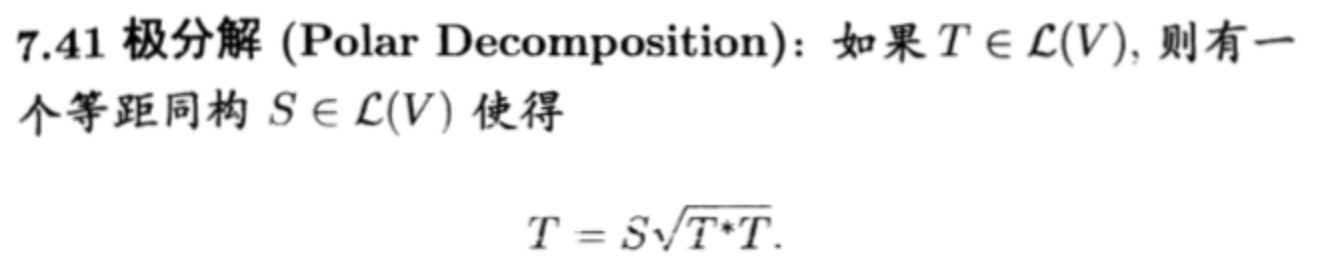 7.41 极分解 (Polar Decomposition): 如果 T ∈ ℒ(V), 则有一
个等距同构 S ∈ ℒ(V) 使得
T = S√(T*T).